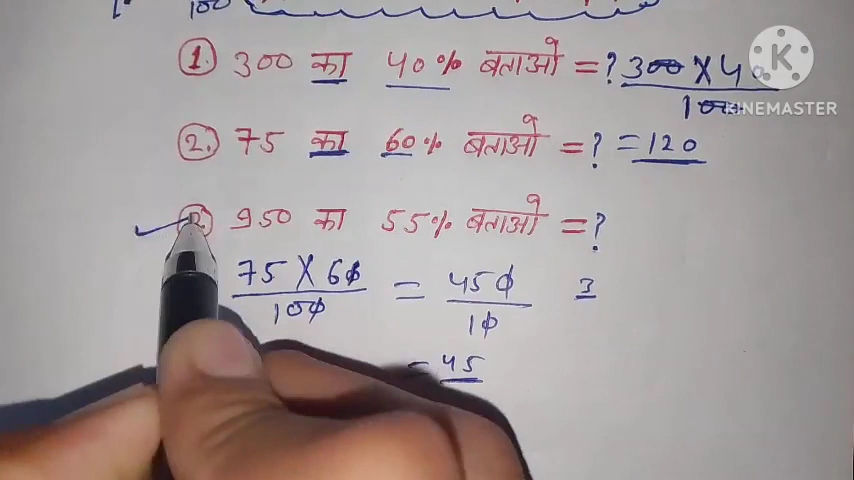 100
1. 300 का 40% बताओ = ? 300 X 40
100
KINEMASTER
2. 75 का 60% बताओ = ? = 120
950 का 55% बताओ = ?
75 X 60 = 450 3
100 10
= 45